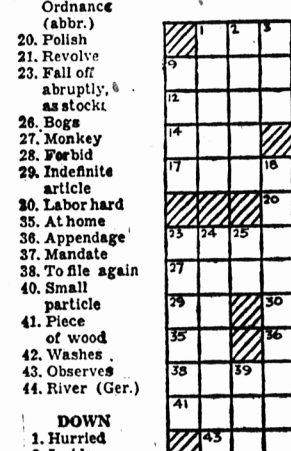 Ordnance
(abbr.)
20. Polish
21. Revolve
23. Fall off
abruptly,
as stocks
26. Bogs
27. Monkey
28. Forbid
29. Indefinite
article
30. Labor hard
35. At home
36. Appendage
37. Mandate
38. To file again
40. Small
particle
41. Piece
of wood
42. Washes
43. Observes
44. River (Ger.)
DOWN
1. Hurried
1 2 3
9
12
14
17 18
20
23 24 25
27
29 30
35 36
38 39
41
43